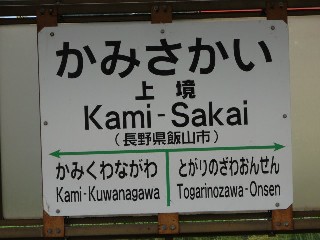 かみさかい
上境
Kami-Sakai
(長野県飯山市)
かみくわながわ
Kami-Kuwanagawa
とがりのざわおんせん
Togarinozawa-Onsen